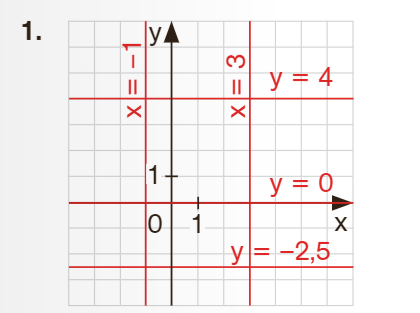 1.
y
x = –1
x = 3
y = 4
1
y = 0
0 1 x
y = –2,5